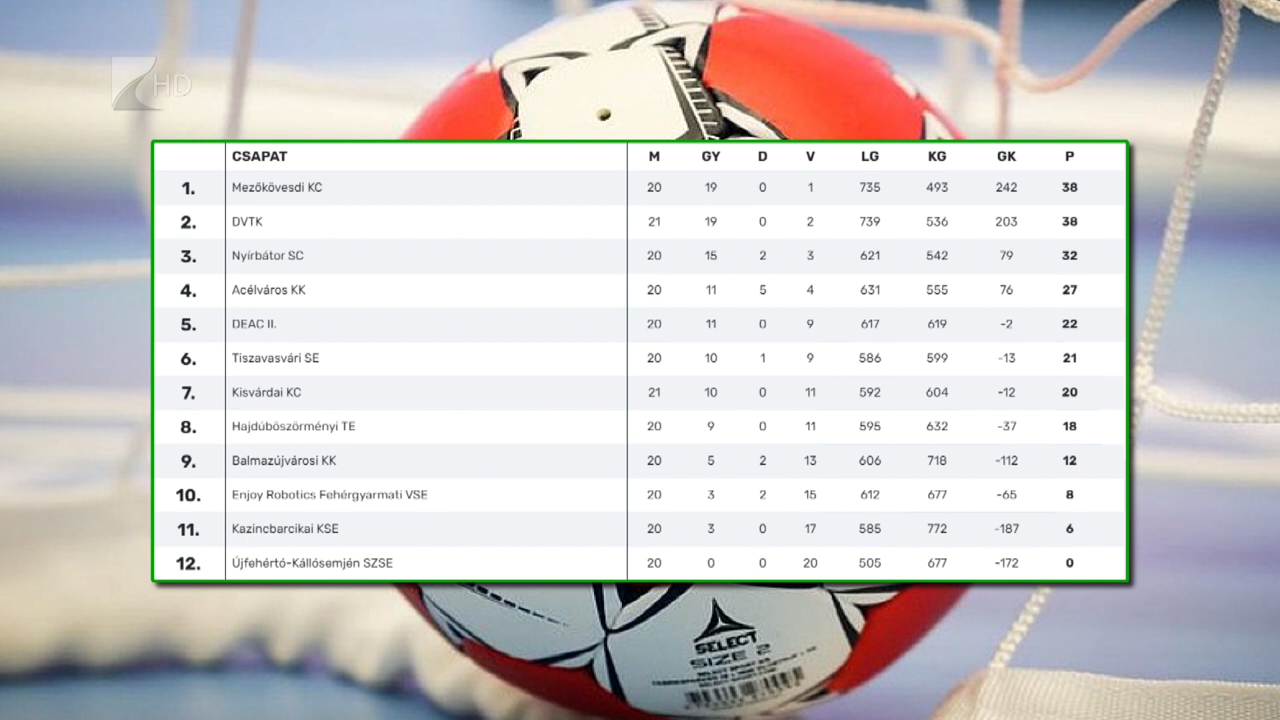 HD
CSAPAT M GY D V LG KG GK P
1. Mezőkövesdi KC 20 19 0 1 735 493 242 38
2. DVTK 21 19 0 2 739 536 203 38
3. Nyírbátor SC 20 15 2 3 621 542 79 32
4. Acélváros KK 20 11 5 4 631 555 76 27
5. DEAC II. 20 11 0 9 617 619 -2 22
6. Tiszavasvári SE 20 10 1 9 586 599 -13 21
7. Kisvárdai KC 21 10 0 11 592 604 -12 20
8. Hajdúböszörményi TE 20 9 0 11 595 632 -37 18
9. Balmazújvárosi KK 20 5 2 13 606 718 -112 12
10. Enjoy Robotics Fehérgyarmati VSE 20 3 2 15 612 677 -65 8
11. Kazincbarcikai KSE 20 3 0 17 585 772 -187 6
12. Újfehértó-Kállósemjén SZSE 20 0 0 20 505 677 -172 0
SELECT
SIZE 2